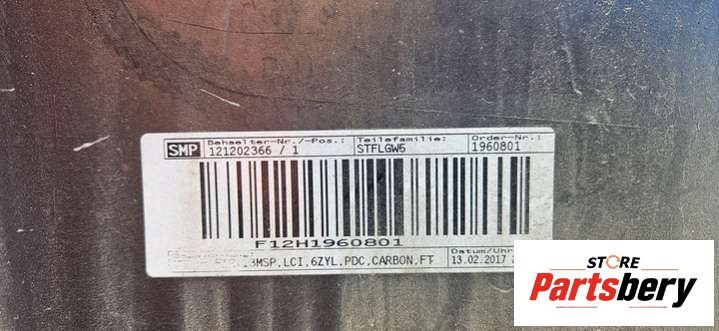 SMP
Behaelter-Nr./-Pos.: Teilefamilie: Order-Nr.:
121202366 / 1 STFLGW5 1960801
F12H1960801
Datum/Uhr
MSP,LCI,6ZYL,PDC,CARBON,FT 13.02.2017
STORE
Partsbery